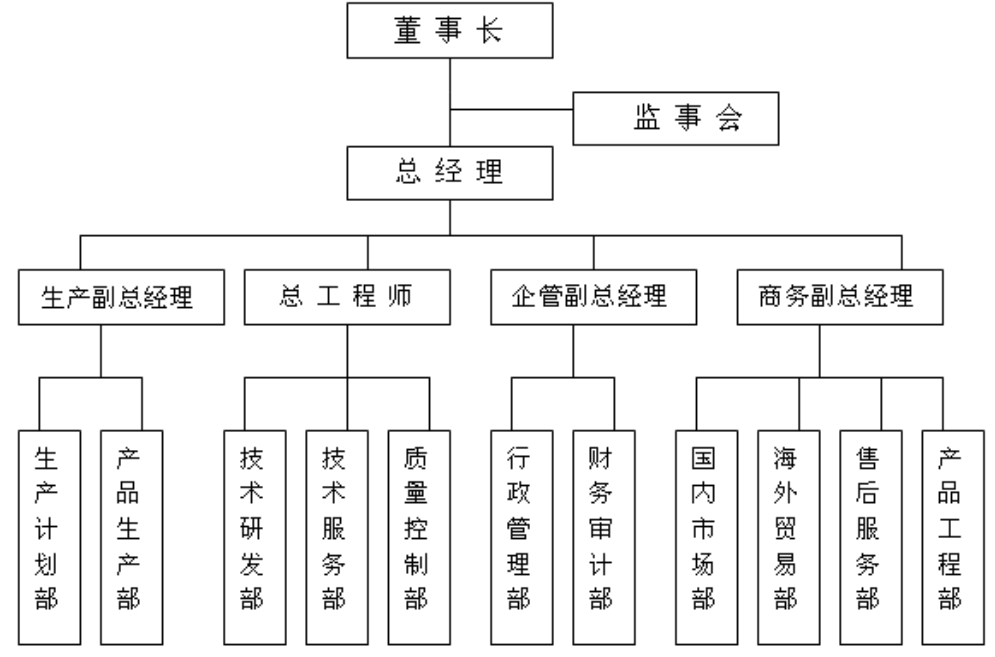 董事长
监事会
总经理
生产副总经理
总工程师
企管副总经理
商务副总经理
生产计划部
产品生产部
技术研发部
技术服务部
质量控制部
行政管理部
财务审计部
国内市场部
海外贸易部
售后服务部
产品工程部